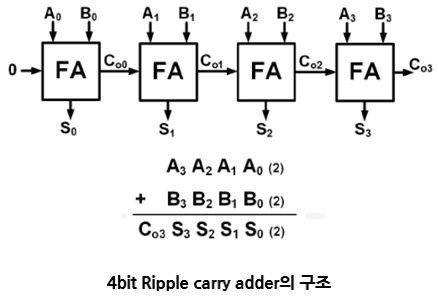 A0 B0 A1 B1 A2 B2 A3 B3
0 FA Co0 FA Co1 FA Co2 FA Co3
S0 S1 S2 S3
A3 A2 A1 A0 (2)
+ B3 B2 B1 B0 (2)
Co3 S3 S2 S1 S0 (2)
4bit Ripple carry adder의 구조